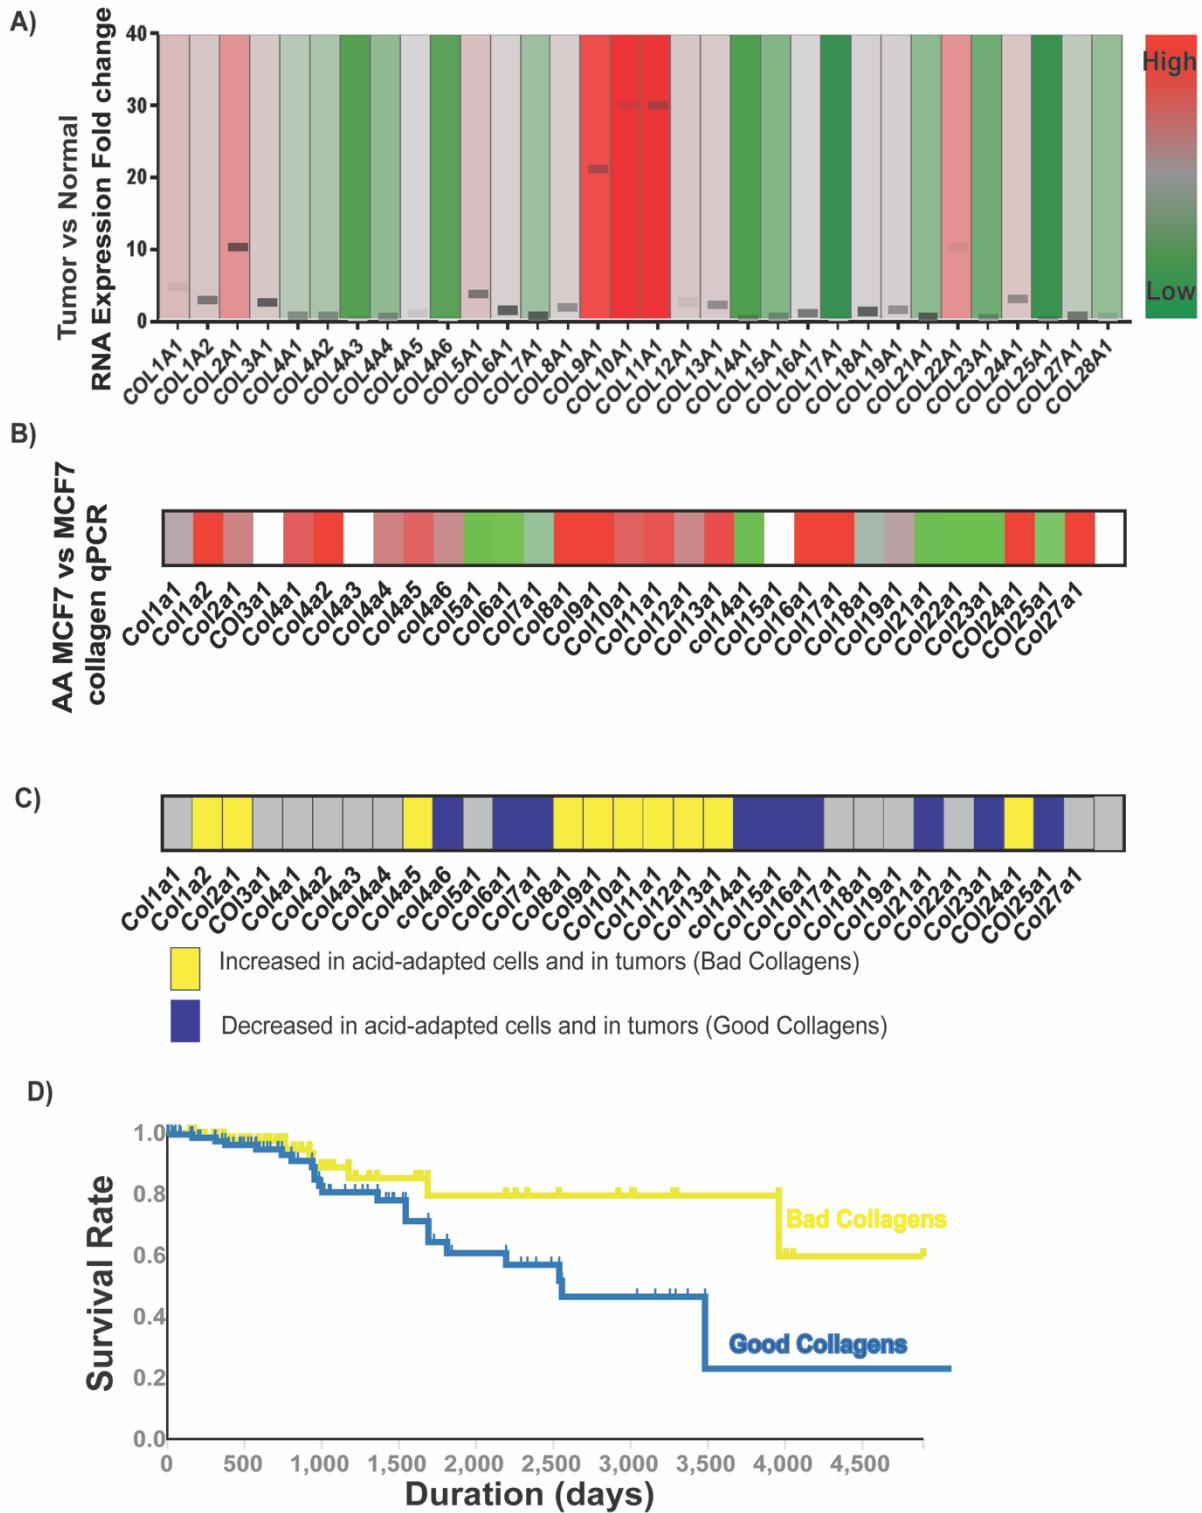 A)
Tumor vs Normal
RNA Expression Fold change
40
30
20
10
0
High
Low
COL1A1
COL1A2
COL2A1
COL3A1
COL4A1
COL4A2
COL4A3
COL4A4
COL4A5
COL4A6
COL5A1
COL6A1
COL7A1
COL8A1
COL9A1
COL10A1
COL11A1
COL12A1
COL13A1
COL14A1
COL15A1
COL16A1
COL17A1
COL18A1
COL19A1
COL21A1
COL22A1
COL23A1
COL24A1
COL25A1
COL27A1
COL28A1
B)
AA MCF7 vs MCF7
collagen qPCR
Col1a1
Col1a2
Col2a1
COl3a1
Col4a1
Col4a2
Col4a3
Col4a4
Col4a5
col4a6
Col5a1
Col6a1
Col7a1
Col8a1
Col9a1
Col10a1
Col11a1
Col12a1
Col13a1
col14a1
COl15a1
Col16a1
Col17a1
Col18a1
Col19a1
Col21a1
Col22a1
Col23a1
COl24a1
COl25a1
Col27a1
C)
Col1a1
Col1a2
Col2a1
COl3a1
Col4a1
Col4a2
Col4a3
Col4a4
Col4a5
col4a6
Col5a1
Col6a1
Col7a1
Col8a1
Col9a1
Col10a1
Col11a1
Col12a1
Col13a1
col14a1
COl15a1
Col16a1
Col17a1
Col18a1
Col19a1
Col21a1
Col22a1
Col23a1
COl24a1
COl25a1
Col27a1
Increased in acid-adapted cells and in tumors (Bad Collagens)
Decreased in acid-adapted cells and in tumors (Good Collagens)
D)
Survival Rate
1.0
0.8
0.6
0.4
0.2
0.0
Bad Collagens
Good Collagens
0 500 1,000 1,500 2,000 2,500 3,000 3,500 4,000 4,500
Duration (days)